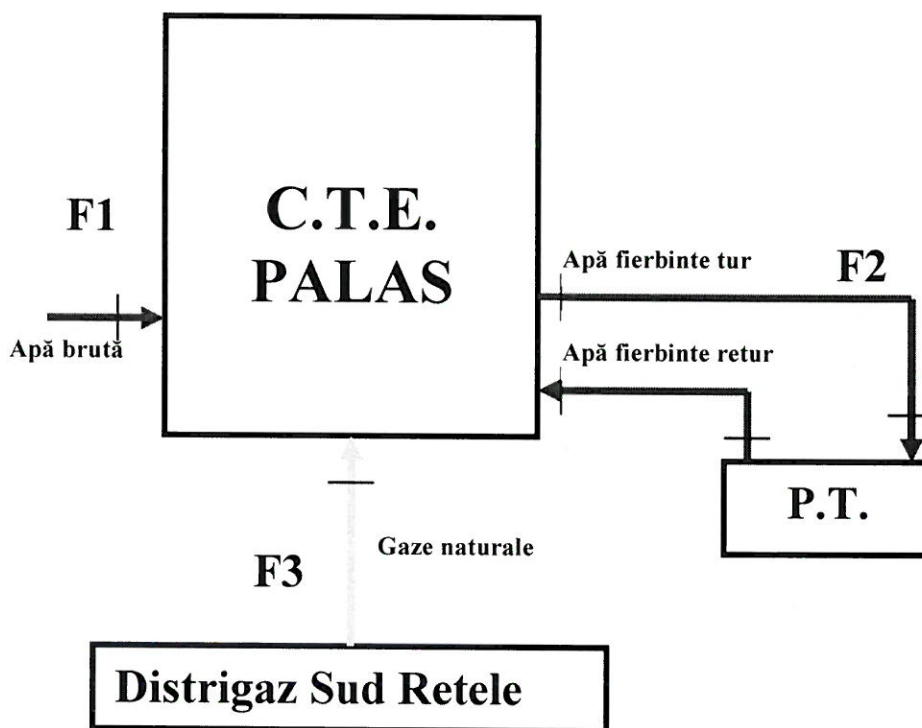 F1
C.T.E.
PALAS
Apă brută
Apă fierbinte tur
F2
Apă fierbinte retur
P.T.
Gaze naturale
F3
Distrigaz Sud Retele